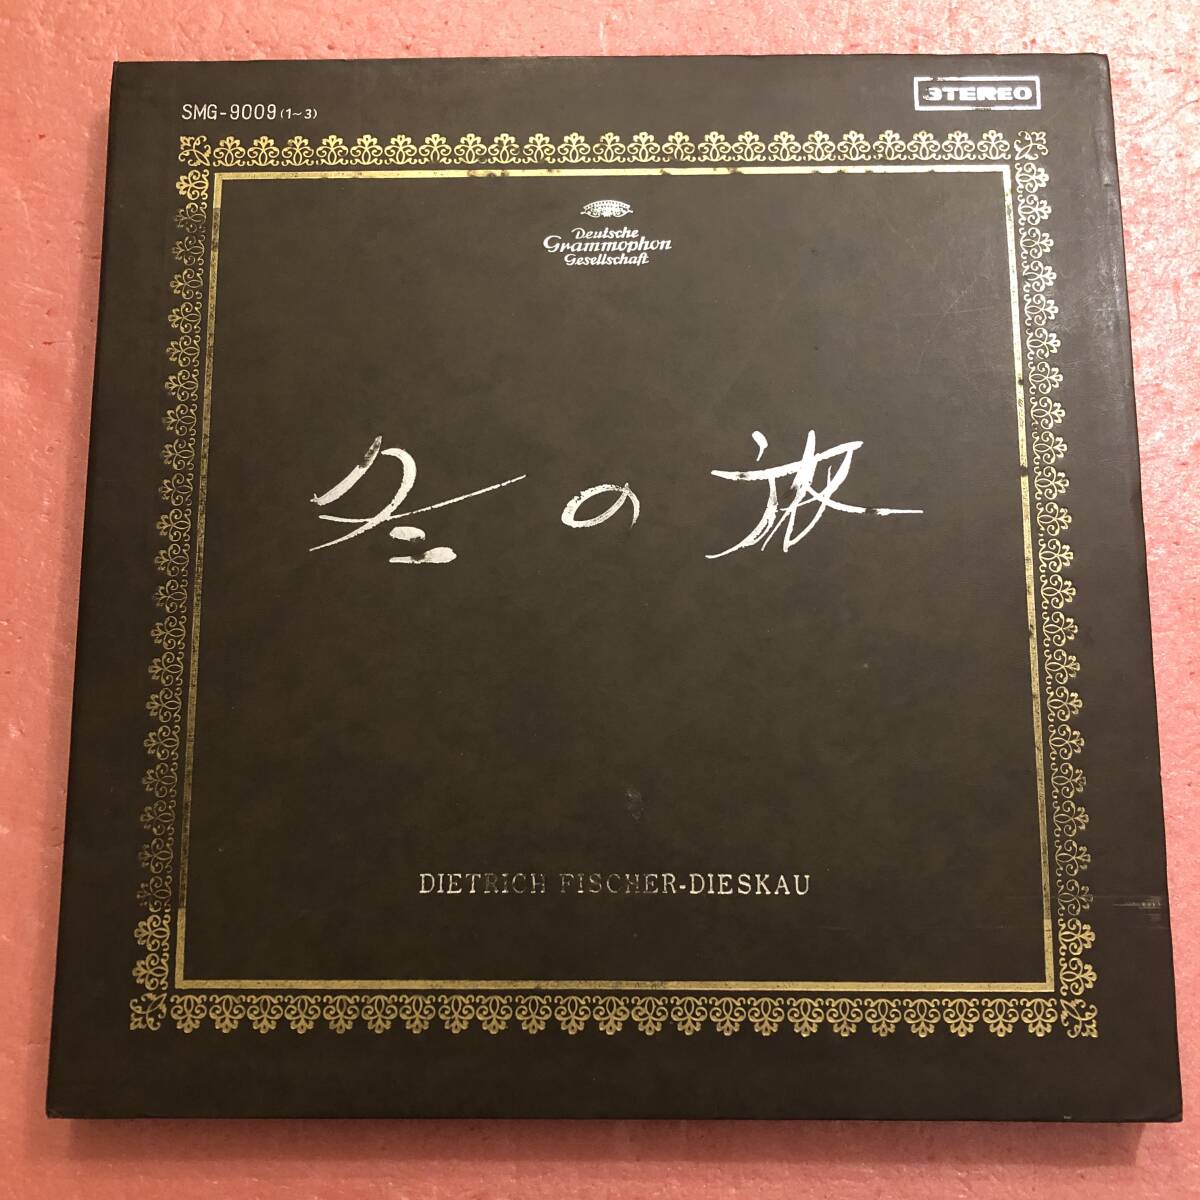 SMG-9009(1~3)
STEREO
Deutsche
Grammophon
Gesellschaft
冬の旅
DIETRICH FISCHER-DIESKAU